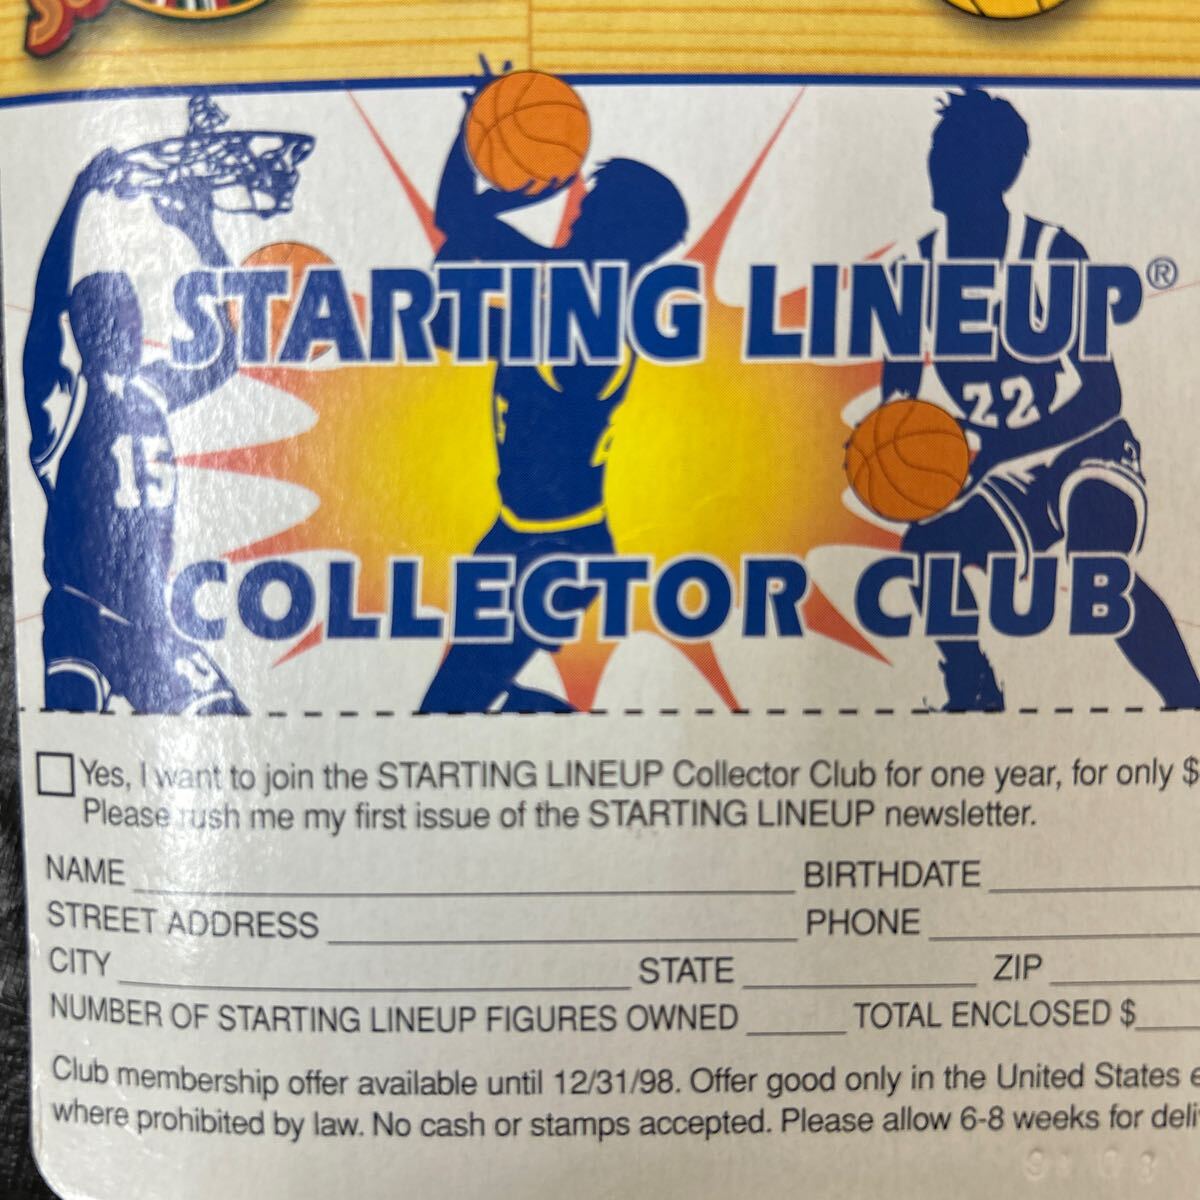 STARTING LINEUP®
15
22
COLLECTOR CLUB
Yes, I want to join the STARTING LINEUP Collector Club for one year, for only $
Please rush me my first issue of the STARTING LINEUP newsletter.
NAME BIRTHDATE
STREET ADDRESS PHONE
CITY STATE ZIP
NUMBER OF STARTING LINEUP FIGURES OWNED TOTAL ENCLOSED $
Club membership offer available until 12/31/98. Offer good only in the United States
where prohibited by law. No cash or stamps accepted. Please allow 6-8 weeks for deli